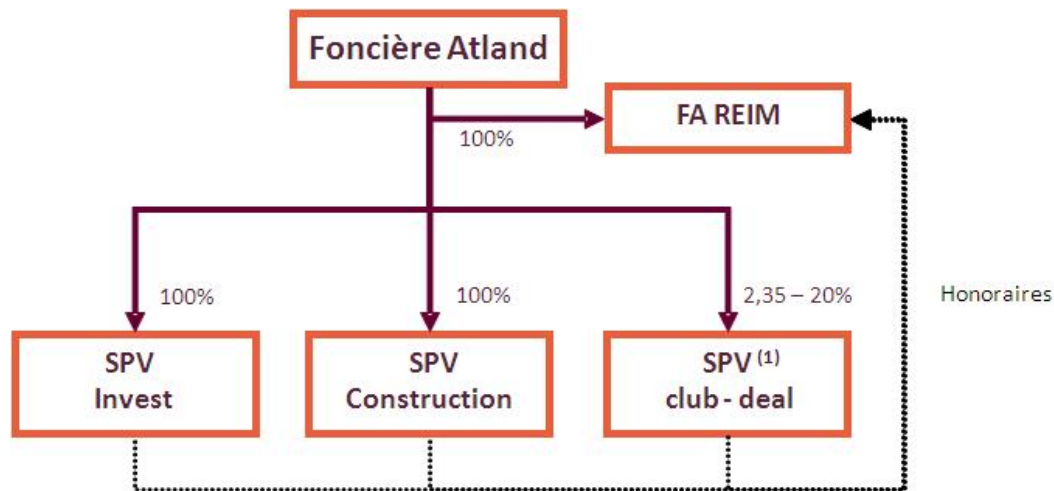 Foncière Atland
FA REIM
100%
100%
100%
2,35 – 20%
Honoraires
SPV
Invest
SPV
Construction
SPV (1)
club - deal